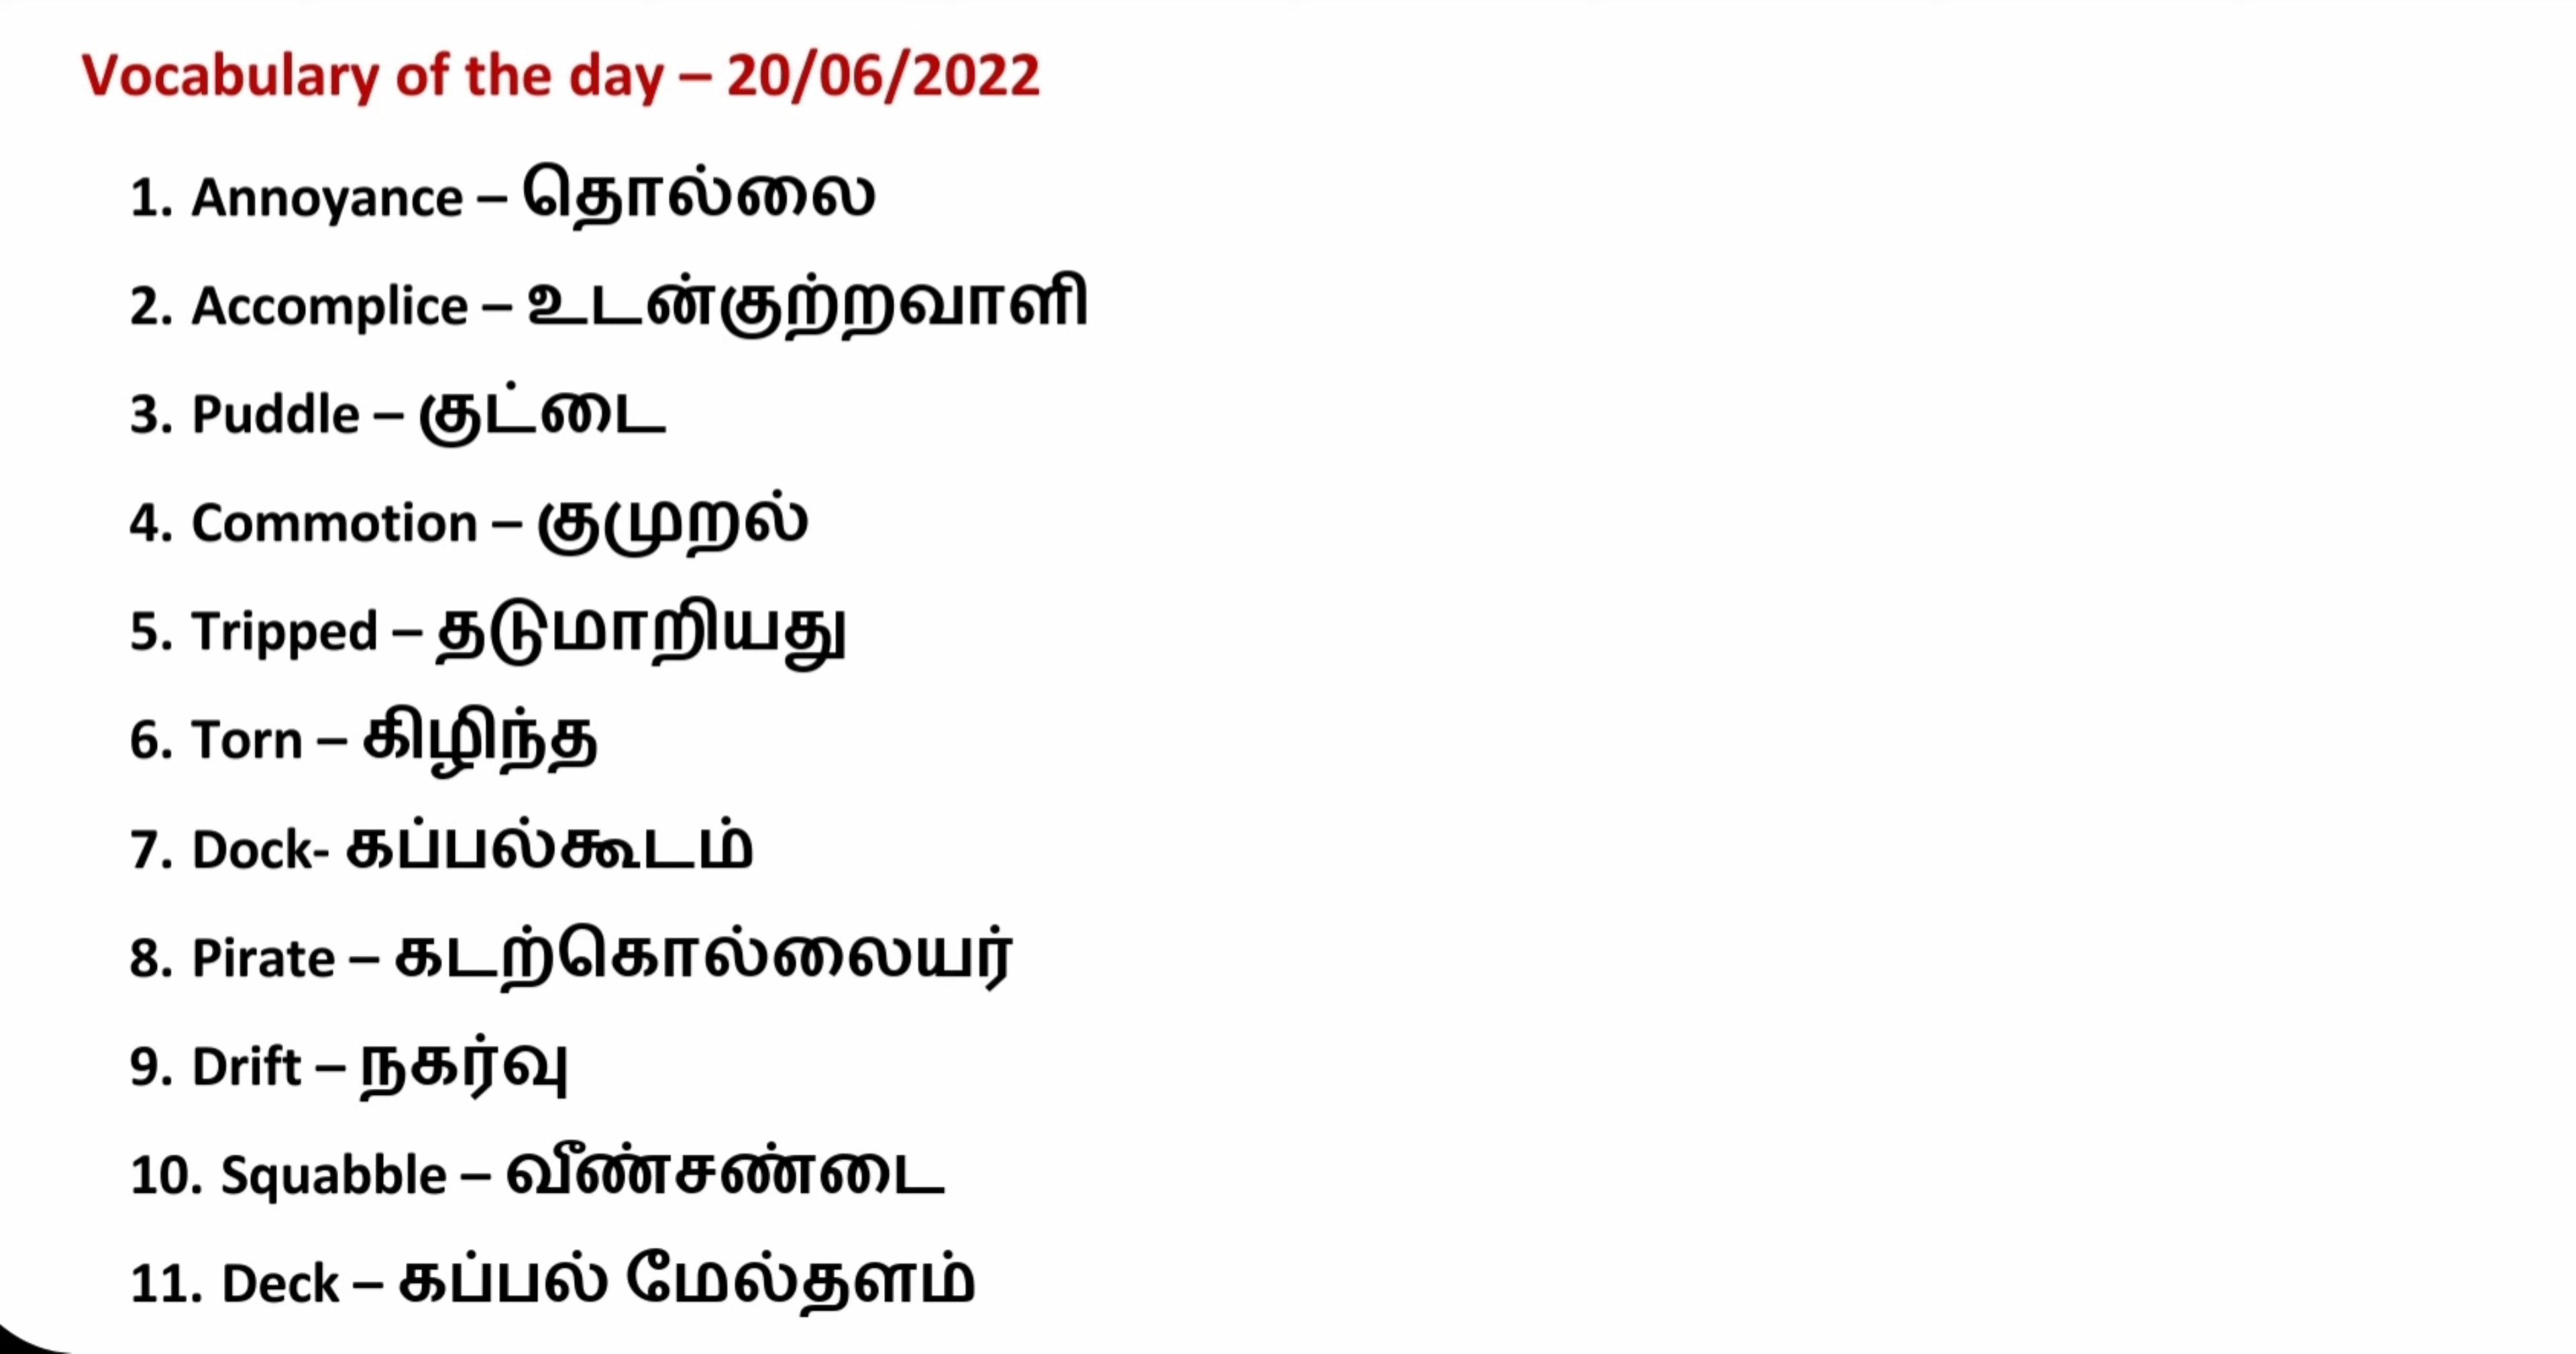 Vocabulary of the day – 20/06/2022
1. Annoyance – தொல்லை
2. Accomplice – உடன்குற்றவாளி
3. Puddle – குட்டை
4. Commotion – குமுறல்
5. Tripped – தடுமாறியது
6. Torn – கிழிந்த
7. Dock- கப்பல்கூடம்
8. Pirate – கடற்கொல்லையர்
9. Drift – நகர்வு
10. Squabble – வீண்சண்டை
11. Deck – கப்பல் மேல்தளம்